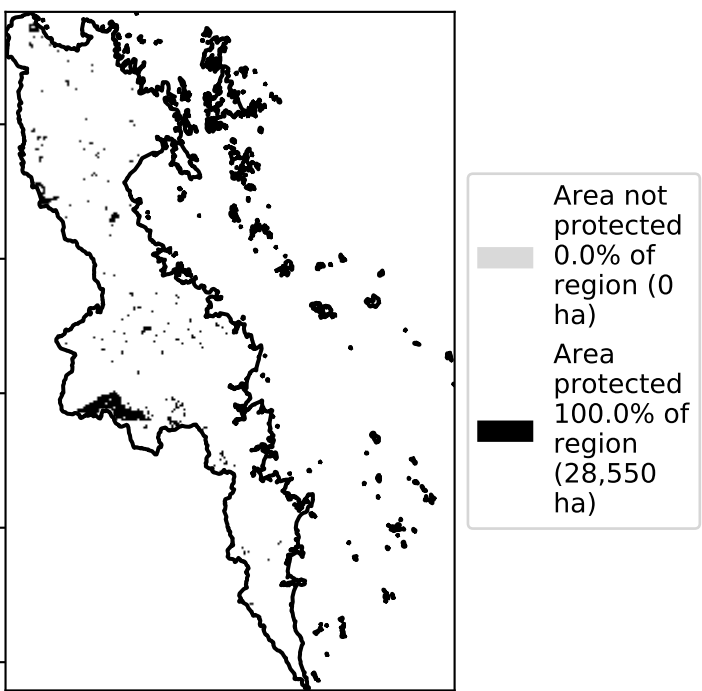 Area not
protected
0.0% of
region (0
ha)
Area
protected
100.0% of
region
(28,550
ha)